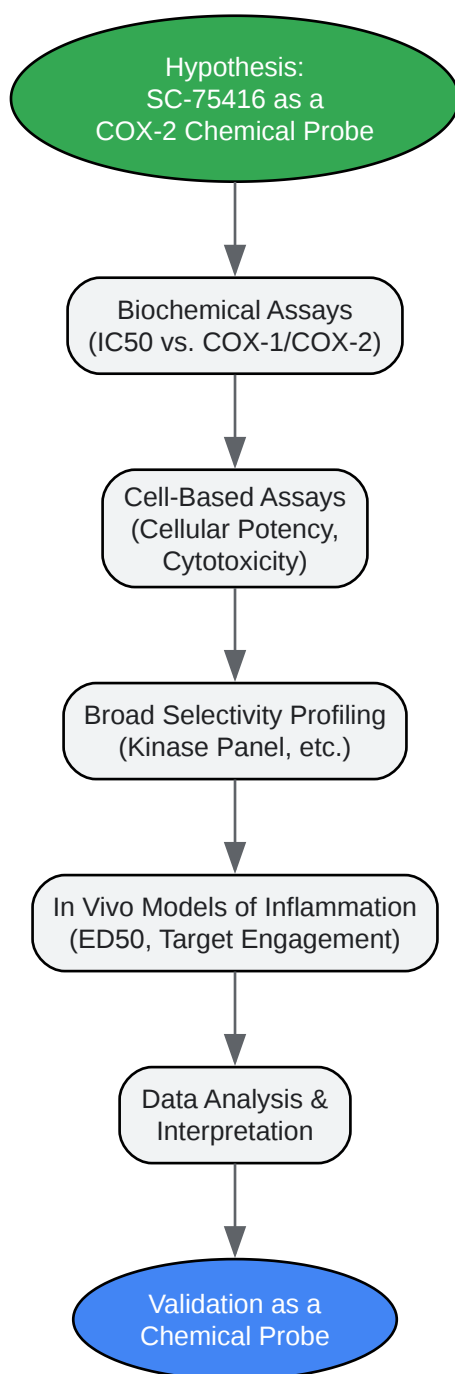 Hypothesis:
SC-75416 as a
COX-2 Chemical Probe
Biochemical Assays
(IC50 vs. COX-1/COX-2)
Cell-Based Assays
(Cellular Potency,
Cytotoxicity)
Broad Selectivity Profiling
(Kinase Panel, etc.)
In Vivo Models of Inflammation
(ED50, Target Engagement)
Data Analysis &
Interpretation
Validation as a
Chemical Probe